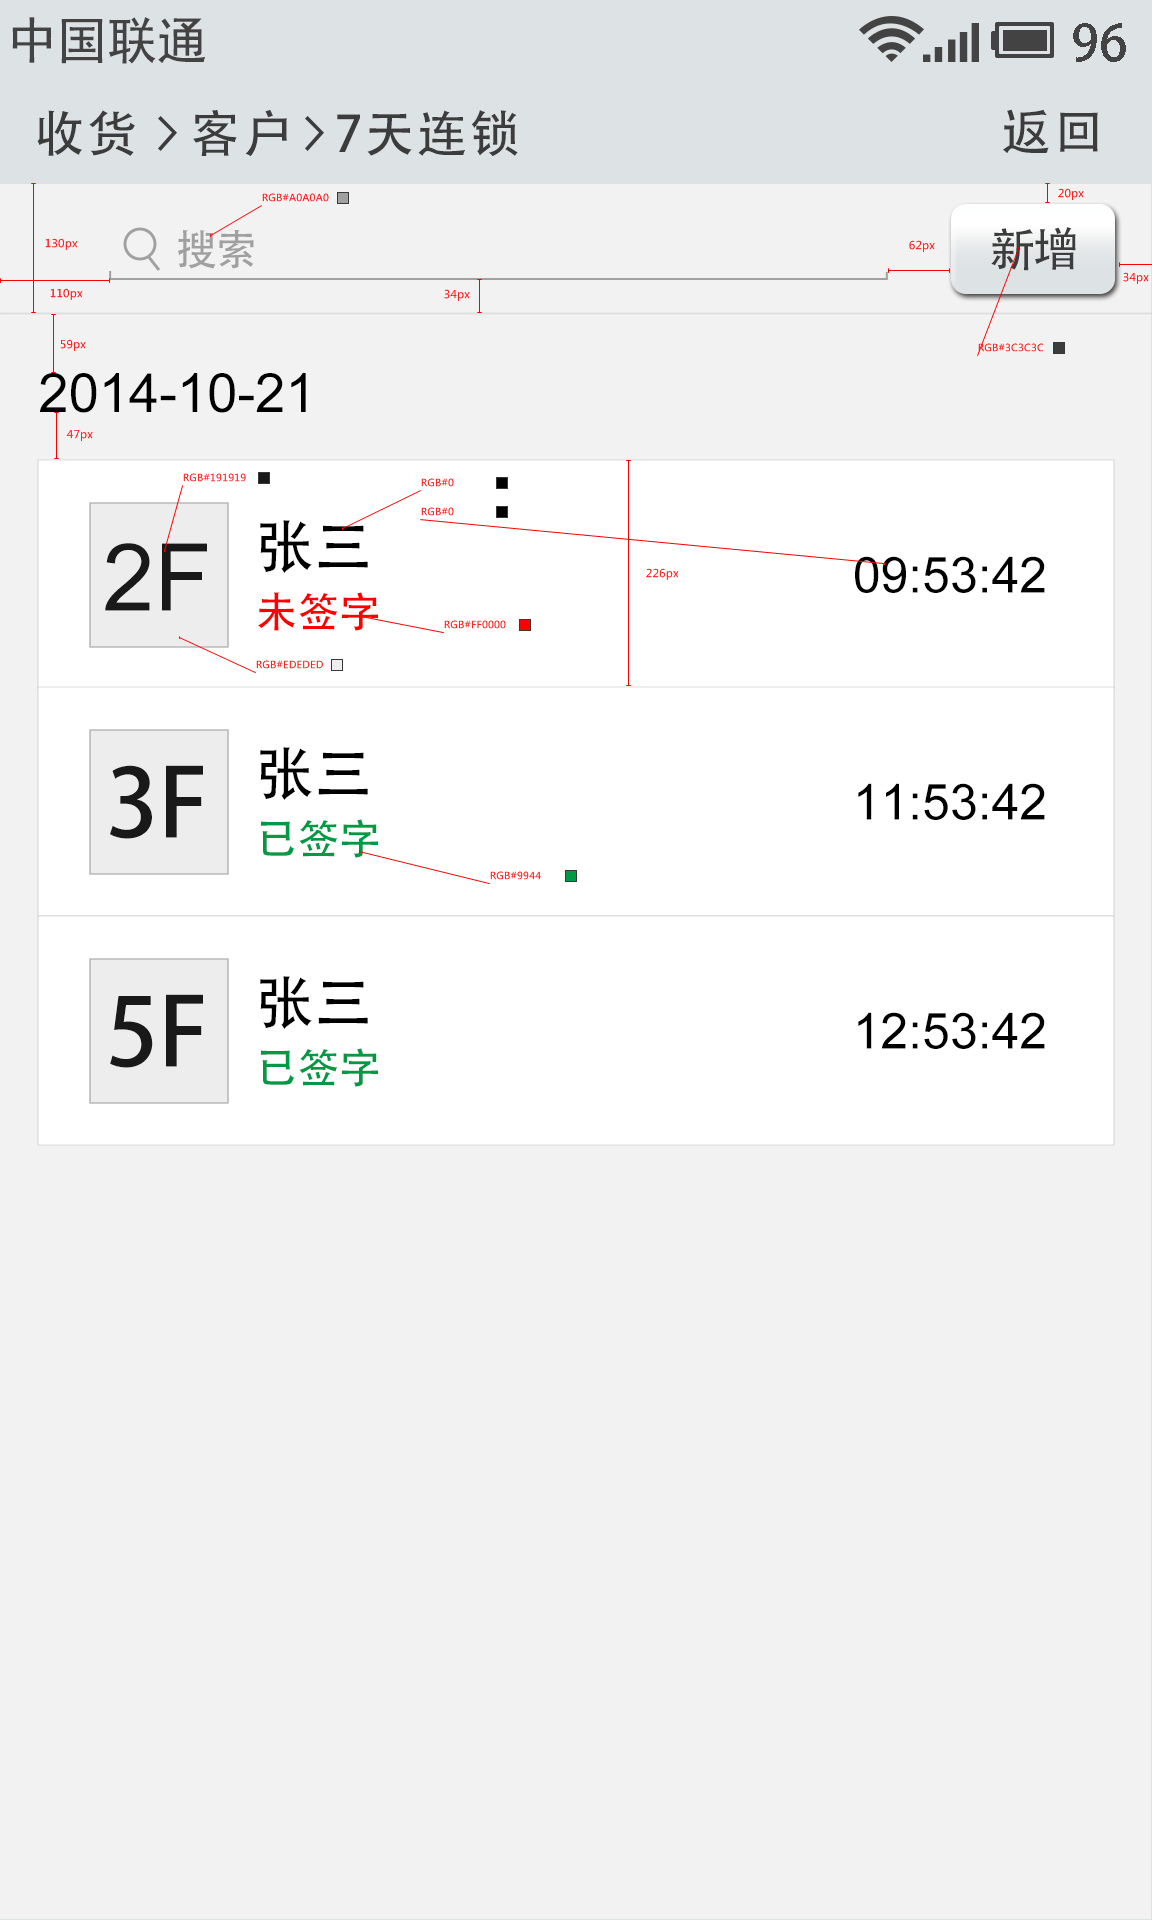 中国联通 96
收货 > 客户 > 7天连锁 返回
RGB#A0A0A0
20px
130px
搜索
62px
新增
34px
110px
34px
59px
RGB#3C3C3C
2014-10-21
47px
RGB#191919
RGB#0
RGB#0
2F
张三
226px
09:53:42
未签字
RGB#FF0000
RGB#EDEDED
3F
张三
11:53:42
已签字
RGB#9944
5F
张三
12:53:42
已签字